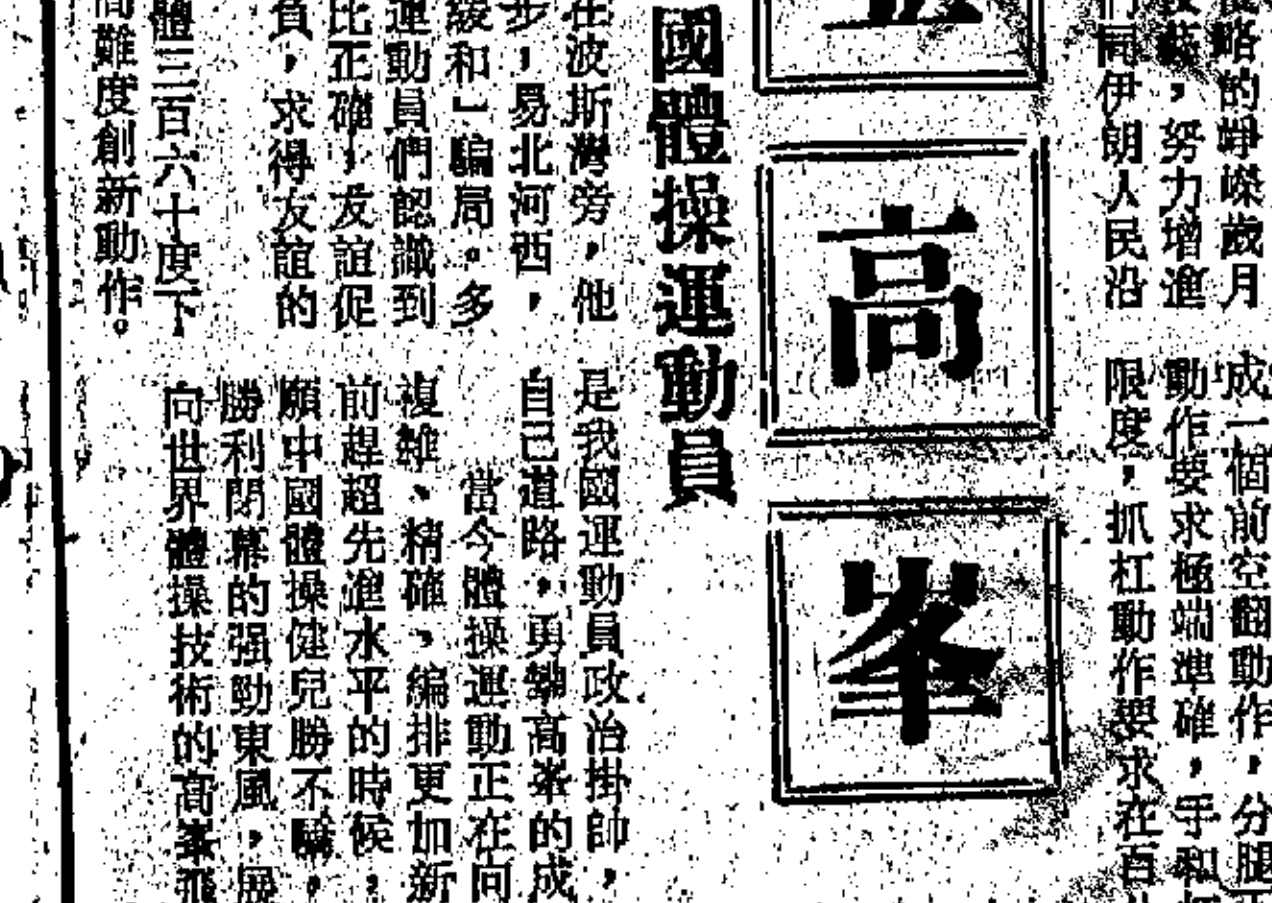 略的崢嶸歲月
，努力增進
們同伊朗人民沿
成一個前空翻動作，分腿
動作要求極端準確，手和
限度，抓杠動作要求在百
高峯
國體操運動員
在波斯灣旁，他
步，易北河西，
緩和」騙局。多
運動員們認識到
比正確，友誼促
負，求得友誼的
體三百六十度下
高難度創新動作。
是我國運動員政治掛帥，
自己道路，勇攀高峯的成
當今體操運動正在向
複雜、精確、編排更加新
前趕超先進水平的時候，
願中國體操健兒勝不驕，
勝利閉幕的强勁東風，展
向世界體操技術的高峯飛